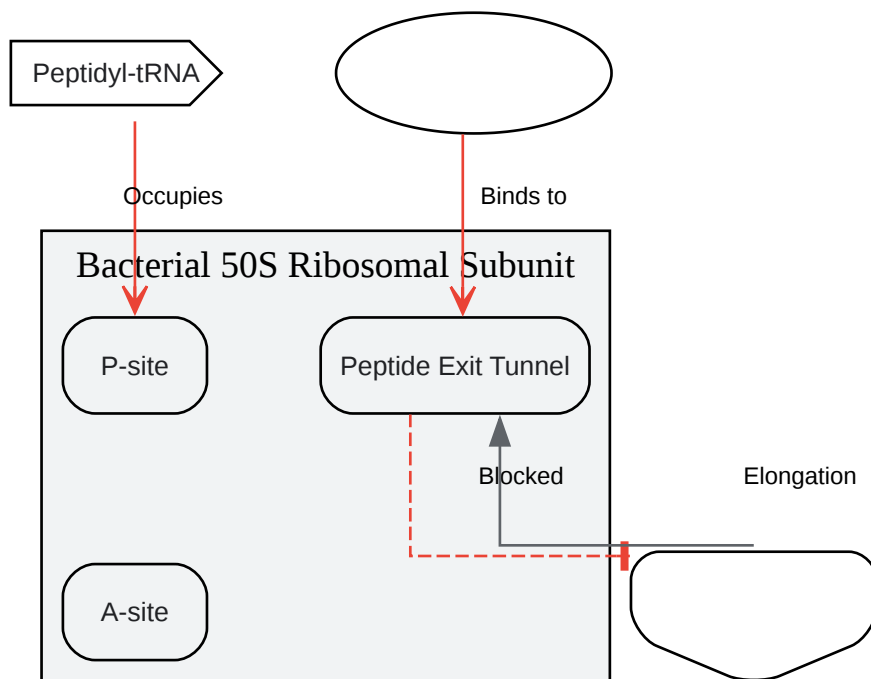 Peptidyl-tRNA
Occupies
Binds to
Bacterial 50S Ribosomal Subunit
P-site
Peptide Exit Tunnel
Blocked
Elongation
A-site